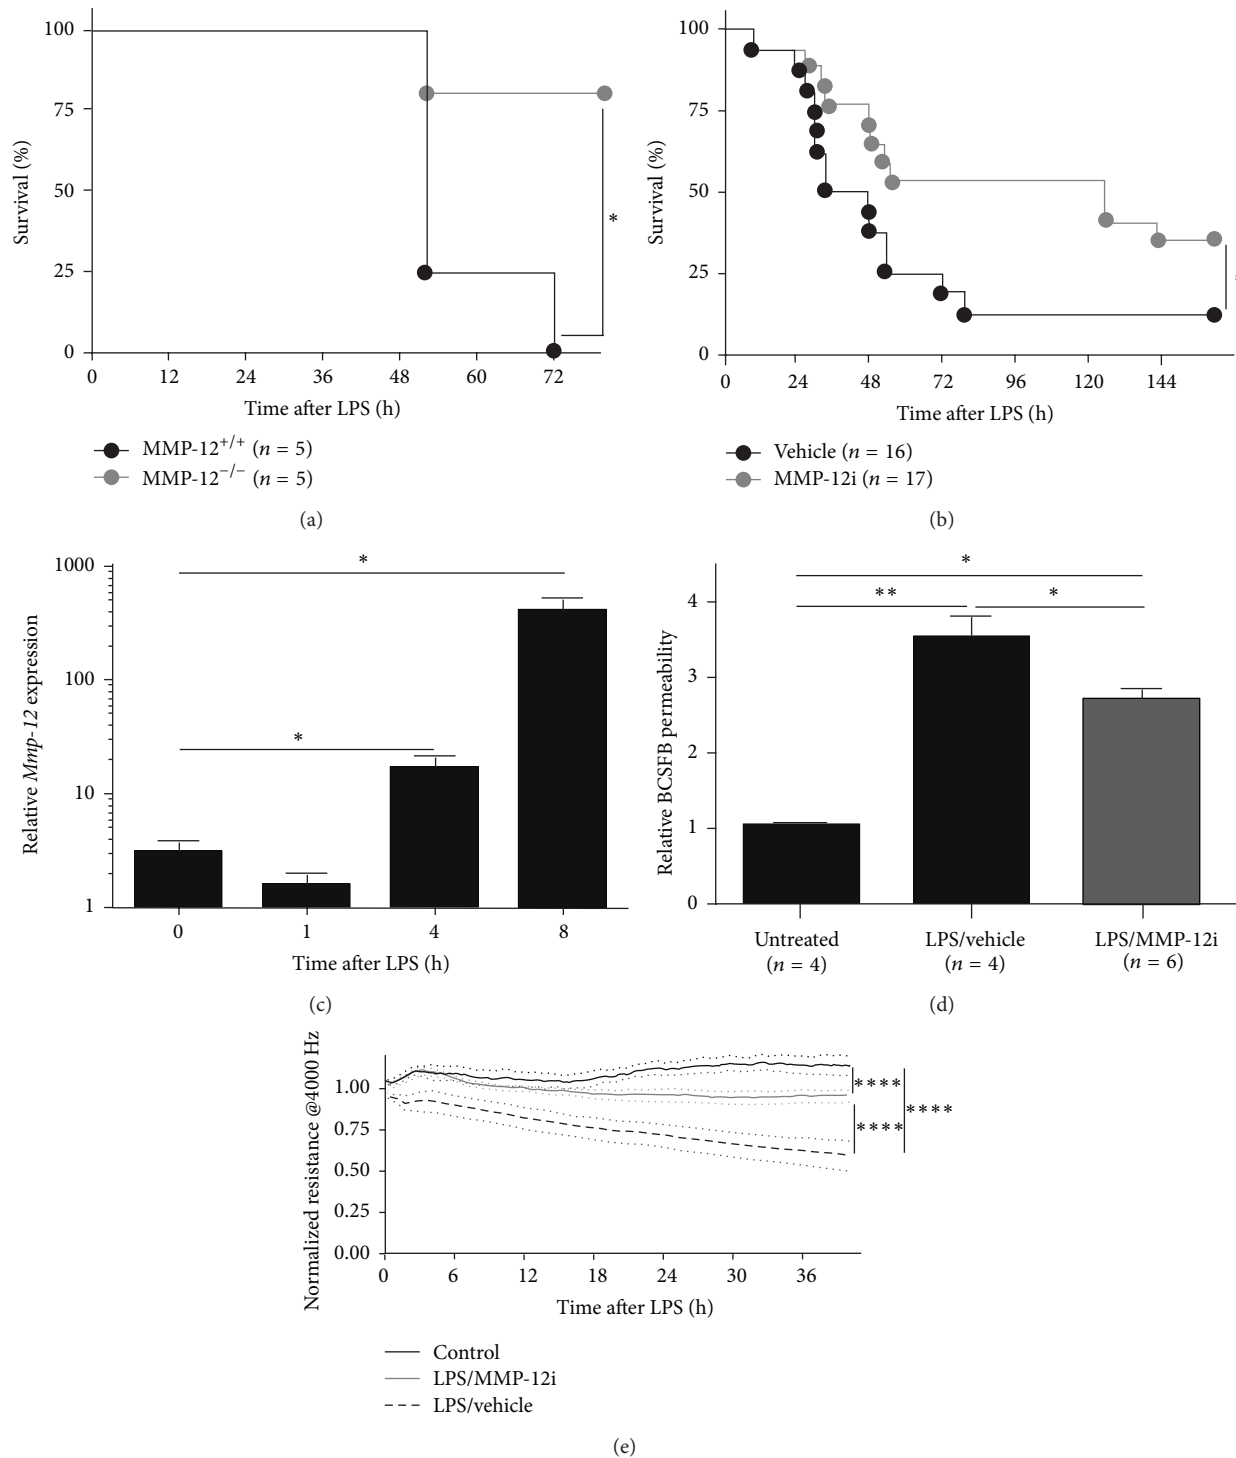 100
75
50
25
0
Survival (%)
*
0 12 24 36 48 60 72
Time after LPS (h)
MMP-12+/+ (n = 5)
MMP-12−/− (n = 5)
(a)
100
75
50
25
0
Survival (%)
0 24 48 72 96 120 144
Time after LPS (h)
Vehicle (n = 16)
MMP-12i (n = 17)
(b)
1000
100
10
1
Relative Mmp-12 expression
*
*
0 1 4 8
Time after LPS (h)
(c)
4
3
2
1
0
Relative BCSFB permeability
*
** *
Untreated LPS/vehicle LPS/MMP-12i
(n = 4) (n = 4) (n = 6)
(d)
1.00
0.75
0.50
0.25
0.00
Normalized resistance @4000 Hz
****
****
****
0 6 12 18 24 30 36
Time after LPS (h)
Control
LPS/MMP-12i
LPS/vehicle
(e)